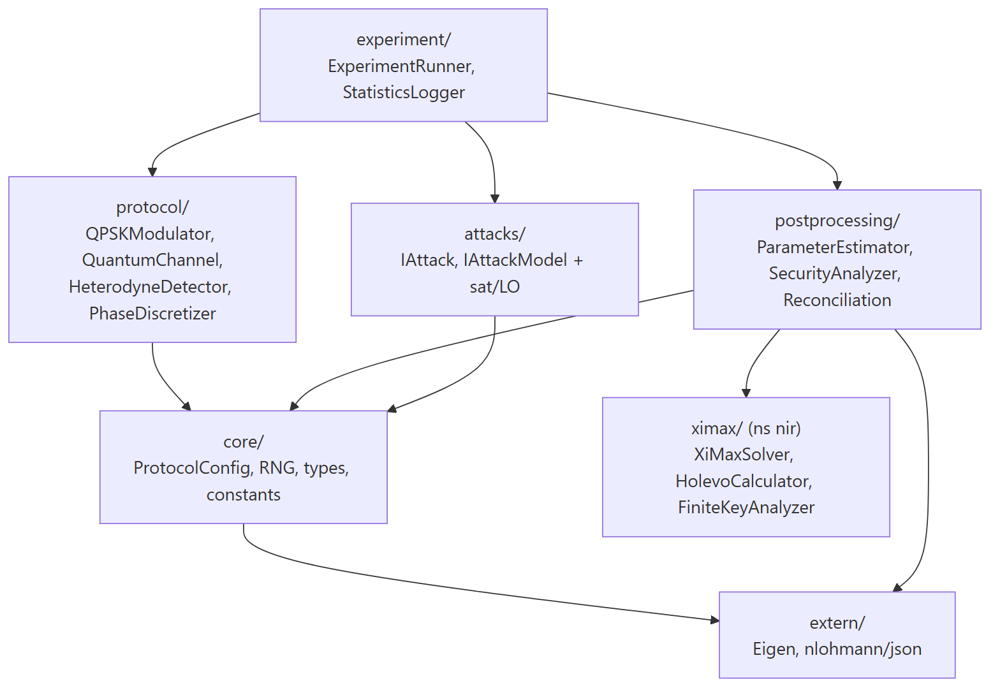 experiment/
ExperimentRunner,
StatisticsLogger
protocol/
QPSKModulator,
QuantumChannel,
HeterodyneDetector,
PhaseDiscretizer
attacks/
IAttack, IAttackModel +
sat/LO
postprocessing/
ParameterEstimator,
SecurityAnalyzer,
Reconciliation
core/
ProtocolConfig, RNG, types,
constants
ximax/ (ns nir)
XiMaxSolver,
HolevoCalculator,
FiniteKeyAnalyzer
extern/
Eigen, nlohmann/json